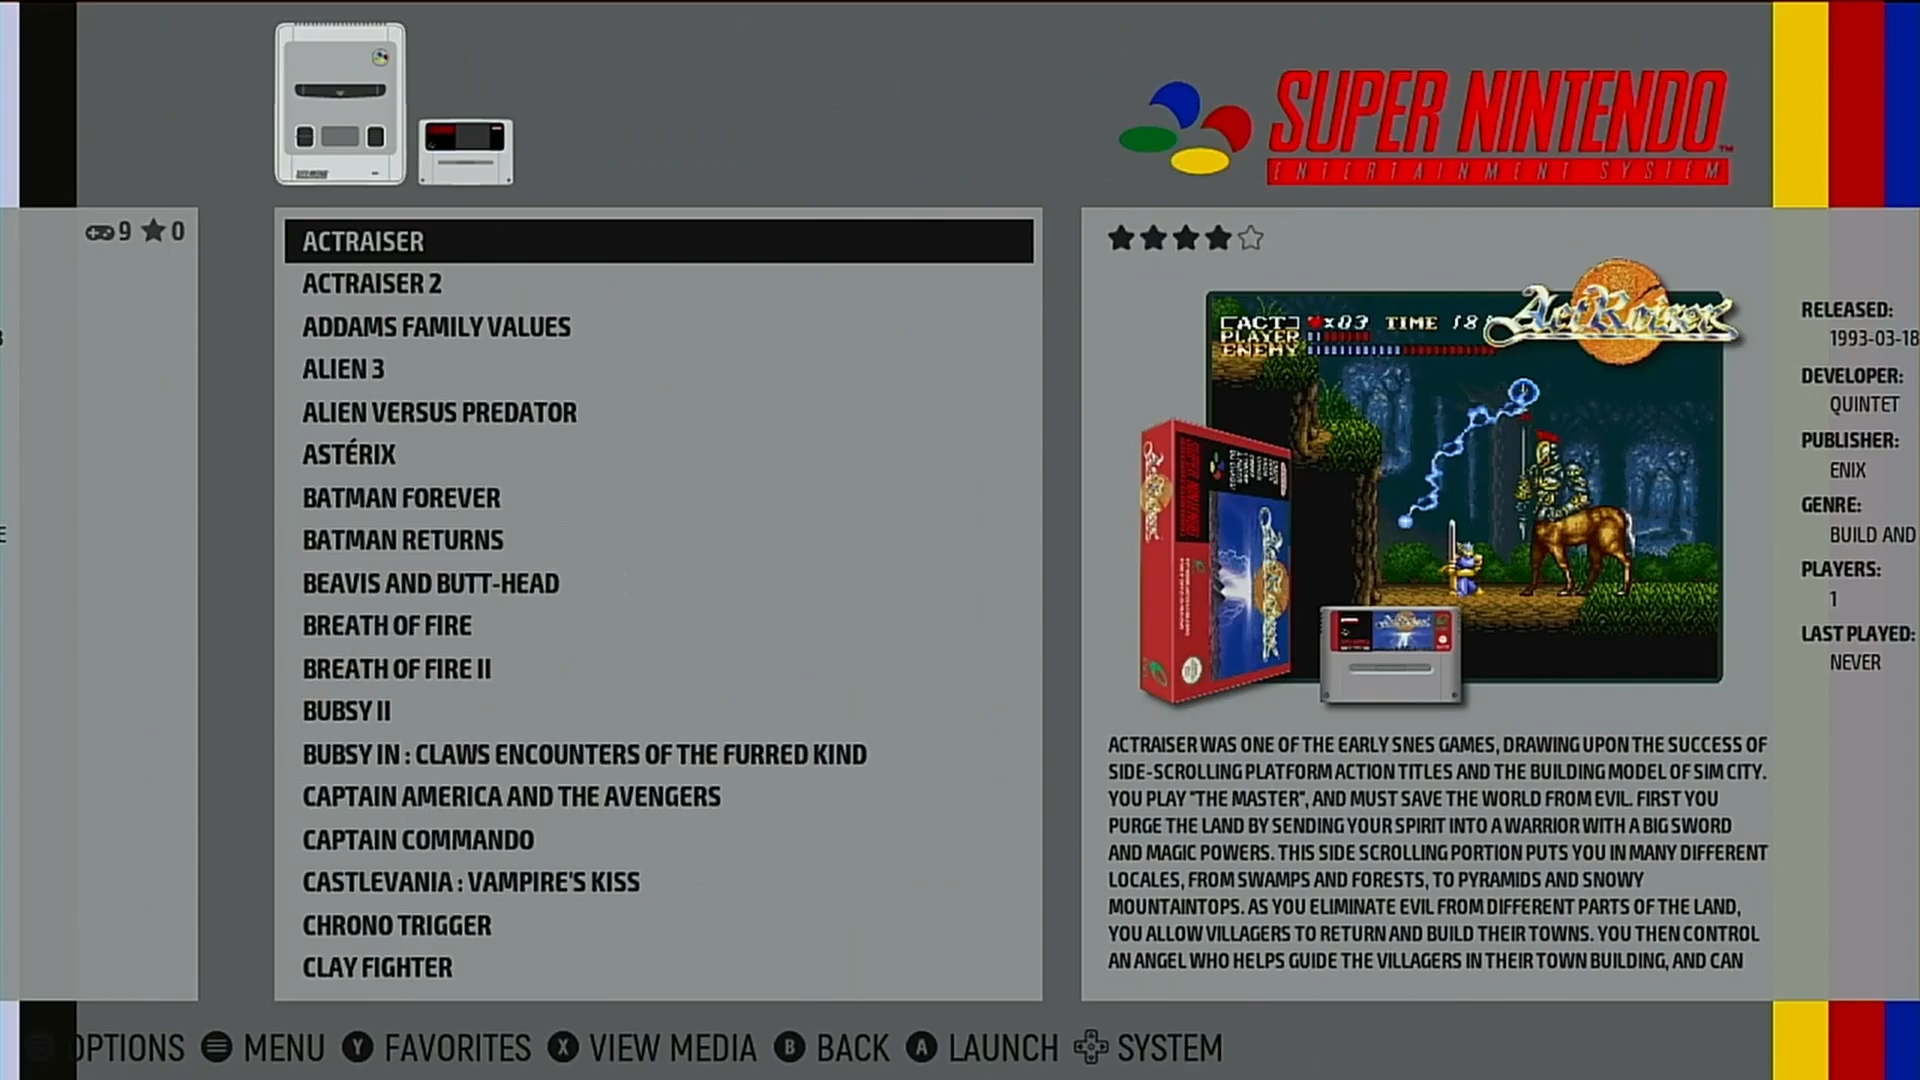 SUPER NINTENDO
ENTERTAINMENT SYSTEM
9 0
ACTRAISER
ACTRAISER 2
ADDAMS FAMILY VALUES
ALIEN 3
ALIEN VERSUS PREDATOR
ASTÉRIX
BATMAN FOREVER
BATMAN RETURNS
BEAVIS AND BUTT-HEAD
BREATH OF FIRE
BREATH OF FIRE II
BUBSY II
BUBSY IN : CLAWS ENCOUNTERS OF THE FURRED KIND
CAPTAIN AMERICA AND THE AVENGERS
CAPTAIN COMMANDO
CASTLEVANIA : VAMPIRE'S KISS
CHRONO TRIGGER
CLAY FIGHTER
ActRaiser
ACT ×03 TIME 18
PLAYER
ENEMY
ActRaiser
SUPER NINTENDO
ActRaiser
ACTRAISER WAS ONE OF THE EARLY SNES GAMES, DRAWING UPON THE SUCCESS OF
SIDE-SCROLLING PLATFORM ACTION TITLES AND THE BUILDING MODEL OF SIM CITY.
YOU PLAY "THE MASTER", AND MUST SAVE THE WORLD FROM EVIL. FIRST YOU
PURGE THE LAND BY SENDING YOUR SPIRIT INTO A WARRIOR WITH A BIG SWORD
AND MAGIC POWERS. THIS SIDE SCROLLING PORTION PUTS YOU IN MANY DIFFERENT
LOCALES, FROM SWAMPS AND FORESTS, TO PYRAMIDS AND SNOWY
MOUNTAINTOPS. AS YOU ELIMINATE EVIL FROM DIFFERENT PARTS OF THE LAND,
YOU ALLOW VILLAGERS TO RETURN AND BUILD THEIR TOWNS. YOU THEN CONTROL
AN ANGEL WHO HELPS GUIDE THE VILLAGERS IN THEIR TOWN BUILDING, AND CAN
RELEASED:
1993-03-18
DEVELOPER:
QUINTET
PUBLISHER:
ENIX
GENRE:
BUILD AND
PLAYERS:
1
LAST PLAYED:
NEVER
OPTIONS MENU Y FAVORITES X VIEW MEDIA B BACK A LAUNCH SYSTEM